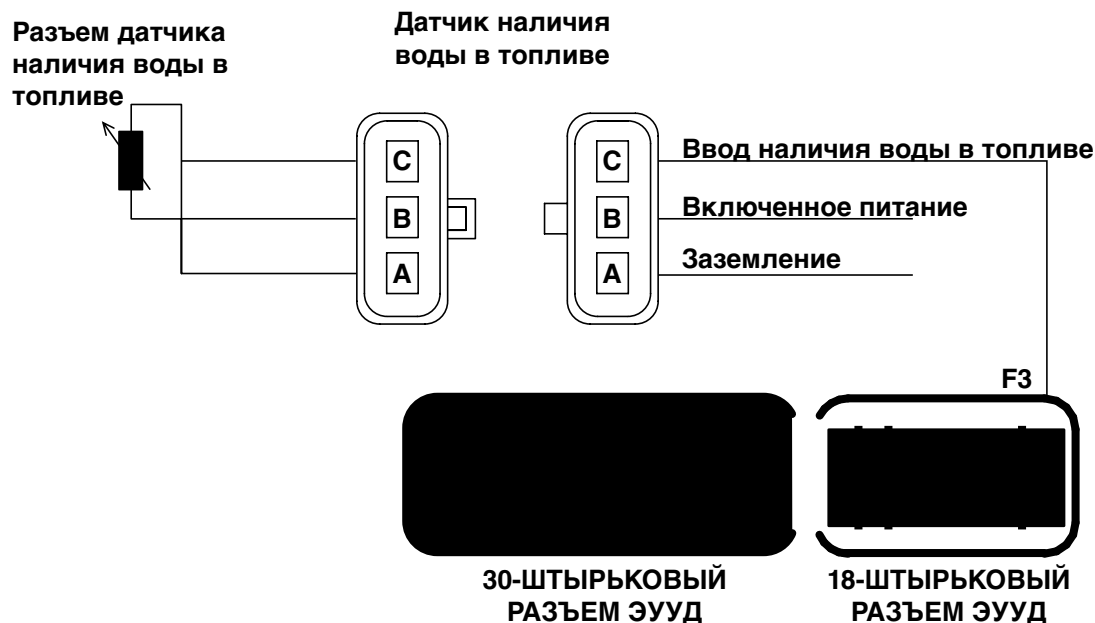 Разъем датчика
наличия воды в
топливе
Датчик наличия
воды в топливе
C
B
A
C
B
A
Ввод наличия воды в топливе
Включенное питание
Заземление
F3
30-ШТЫРЬКОВЫЙ
РАЗЪЕМ ЭУУД
18-ШТЫРЬКОВЫЙ
РАЗЪЕМ ЭУУД